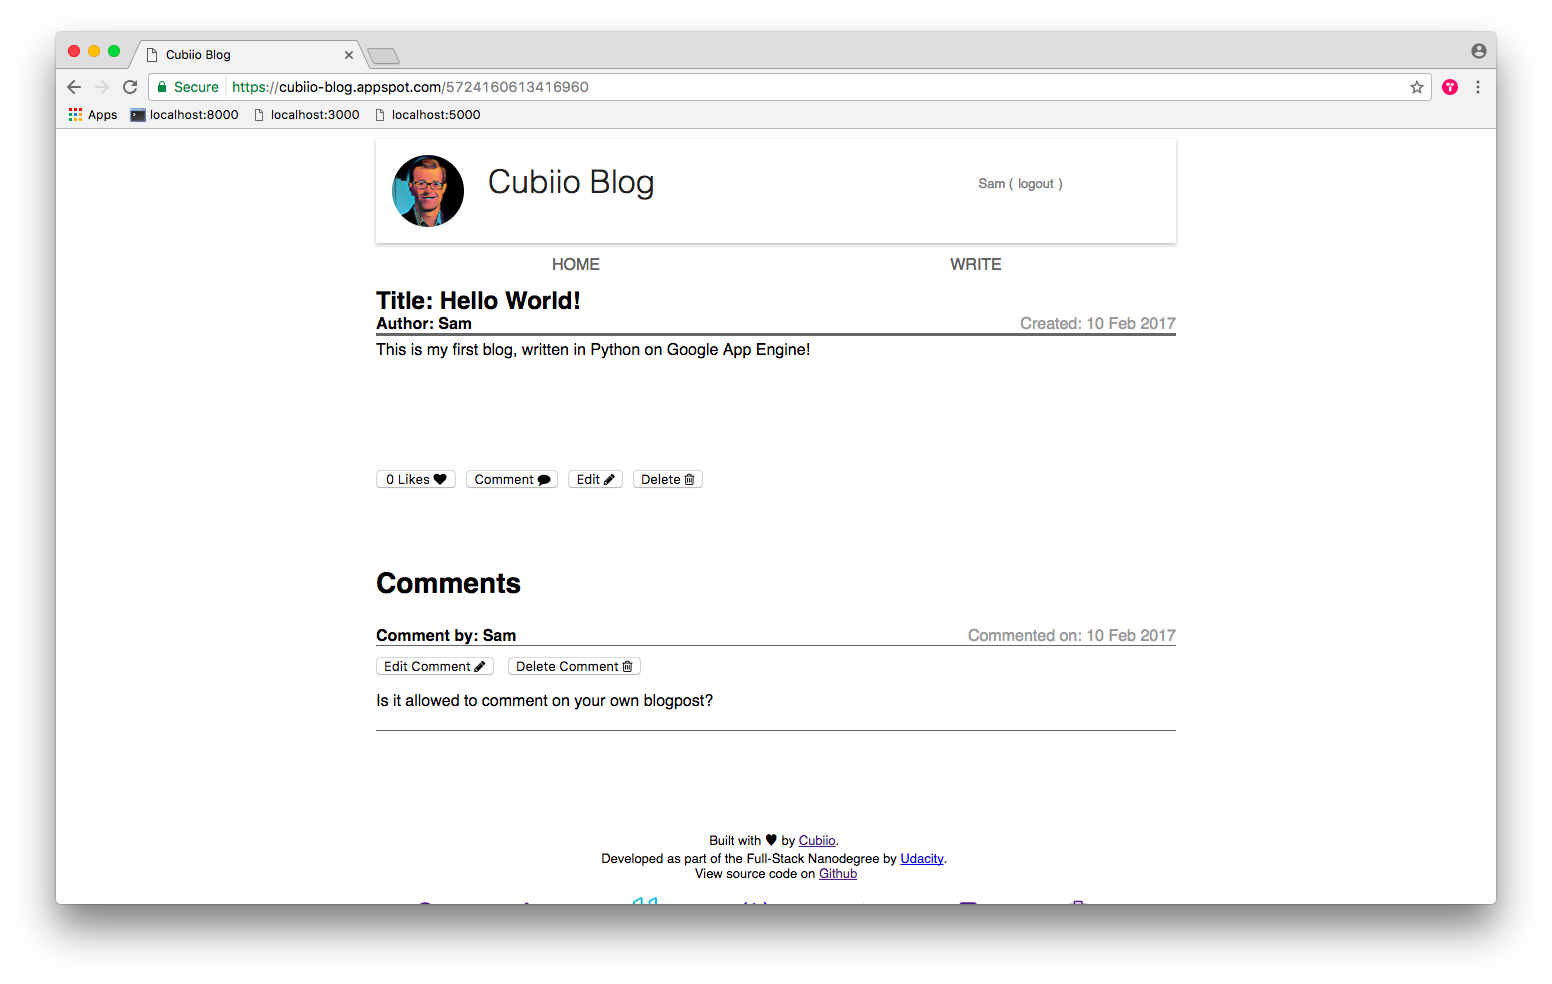 Cubiio Blog
Secure https://cubiio-blog.appspot.com/5724160613416960
Apps localhost:8000 localhost:3000 localhost:5000
Cubiio Blog Sam ( logout )
HOME WRITE
Title: Hello World!
Author: Sam Created: 10 Feb 2017
This is my first blog, written in Python on Google App Engine!
0 Likes Comment Edit Delete
Comments
Comment by: Sam Commented on: 10 Feb 2017
Edit Comment Delete Comment
Is it allowed to comment on your own blogpost?
Built with ♥ by Cubiio.
Developed as part of the Full-Stack Nanodegree by Udacity.
View source code on Github